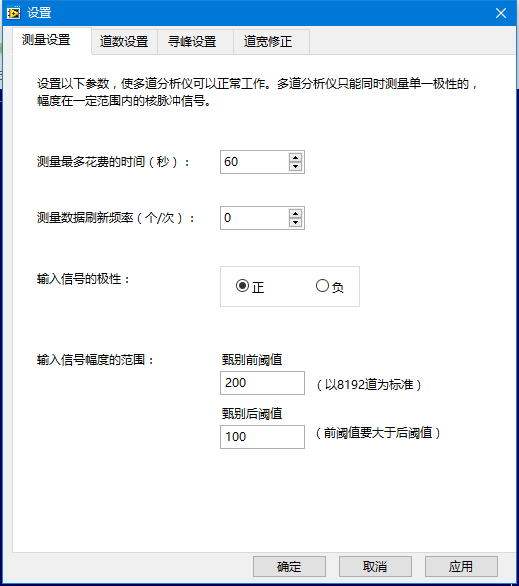 设置
测量设置 道数设置 寻峰设置 道宽修正
设置以下参数，使多道分析仪可以正常工作。多道分析仪只能同时测量单一极性的，
幅度在一定范围内的核脉冲信号。
测量最多花费的时间（秒）： 60
测量数据刷新频率（个/次）： 0
输入信号的极性： 正 负
输入信号幅度的范围： 甄别前阈值
200 （以8192道为标准）
甄别后阈值
100 （前阈值要大于后阈值）
确定 取消 应用